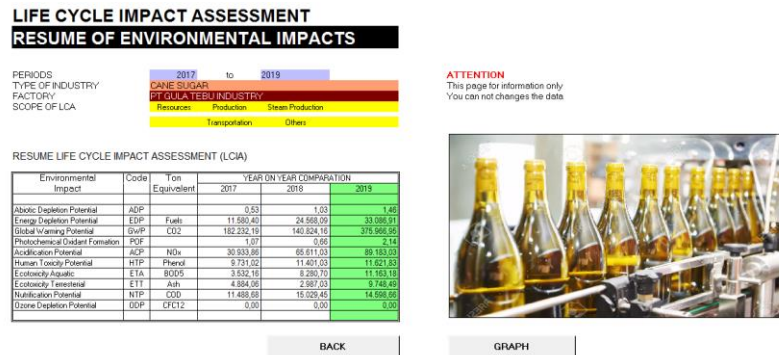 LIFE CYCLE IMPACT ASSESSMENT
RESUME OF ENVIRONMENTAL IMPACTS
PERIODS 2017 to 2019
TYPE OF INDUSTRY CANE SUGAR
FACTORY PT GULA TEBU INDUSTRY
SCOPE OF LCA Resources Production Steam Production
Transportation Others
ATTENTION
This page for information only
You can not changes the data
RESUME LIFE CYCLE IMPACT ASSESSMENT (LCIA)
Environmental Code Ton YEAR ON YEAR COMPARATION
Impact Equivalent 2017 2018 2019
Abiotic Depletion Potential ADP 0,53 1,03 1,46
Energy Depletion Potential EDP Fuels 11.580,40 24.568,09 33.086,91
Global Warming Potential GWP CO2 182.232,19 140.824,16 375.966,95
Photochemical Oxidant Formation POF 1,07 0,66 2,14
Acidification Potential ACP NOx 30.933,86 65.611,03 89.183,03
Human Toxicity Potential HTP Phenol 9.731,02 11.401,03 11.621,83
Ecotoxicity Aquatic ETA BOD5 3.532,16 8.280,70 11.163,18
Ecotoxicity Terresterial ETT Ash 4.884,06 2.987,03 9.748,49
Nutrification Potential NTP COD 11.488,68 15.029,45 14.598,66
Ozone Depletion Potential ODP CFC12 0,00 0,00 0,00
BACK GRAPH